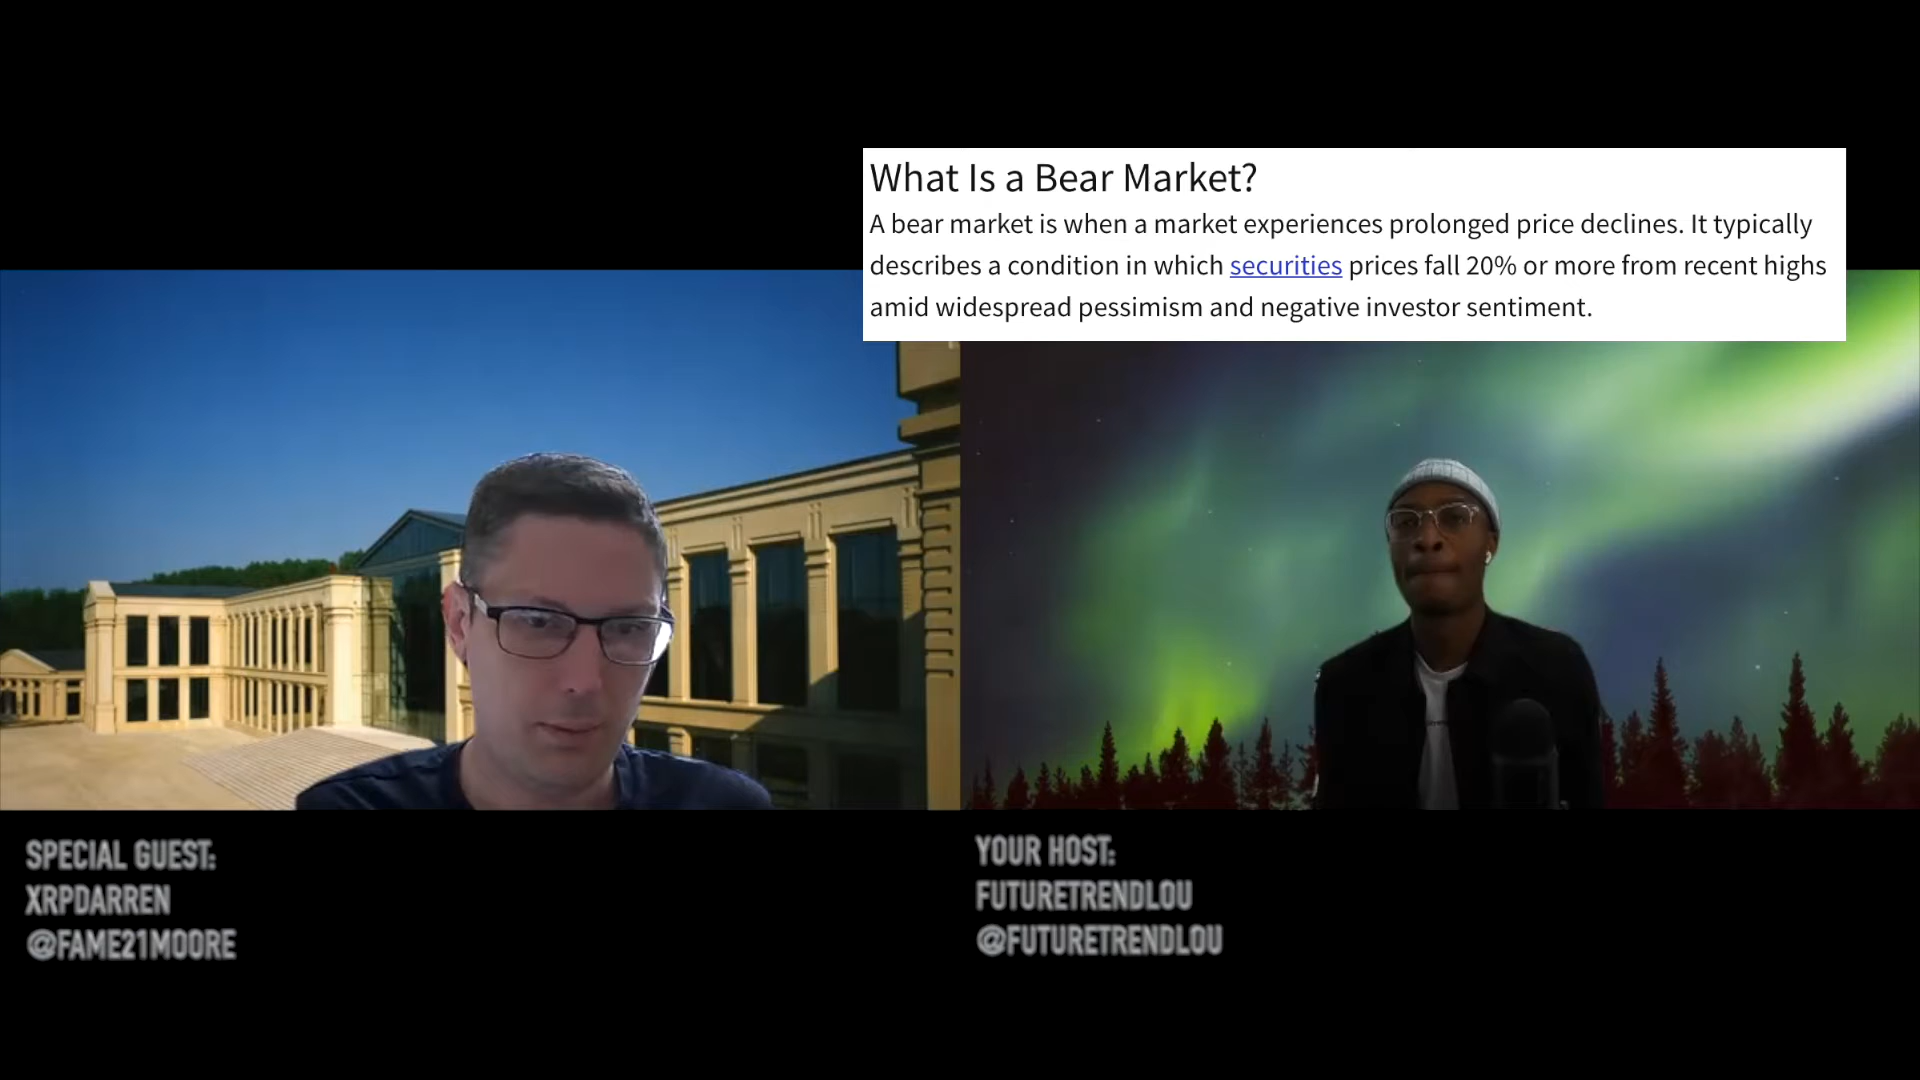 What Is a Bear Market?
A bear market is when a market experiences prolonged price declines. It typically
describes a condition in which securities prices fall 20% or more from recent highs
amid widespread pessimism and negative investor sentiment.
SPECIAL GUEST:
XRPDARREN
@FAME21MOORE
YOUR HOST:
FUTURETRENDLOU
@FUTURETRENDLOU